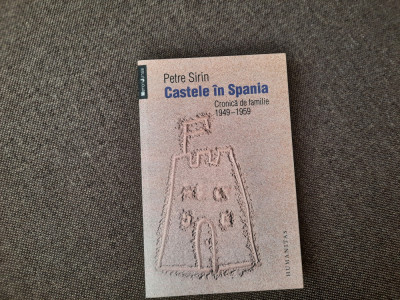 Petre Sirin
Castele în Spania
Cronică de familie
1949–1959
HUMANITAS